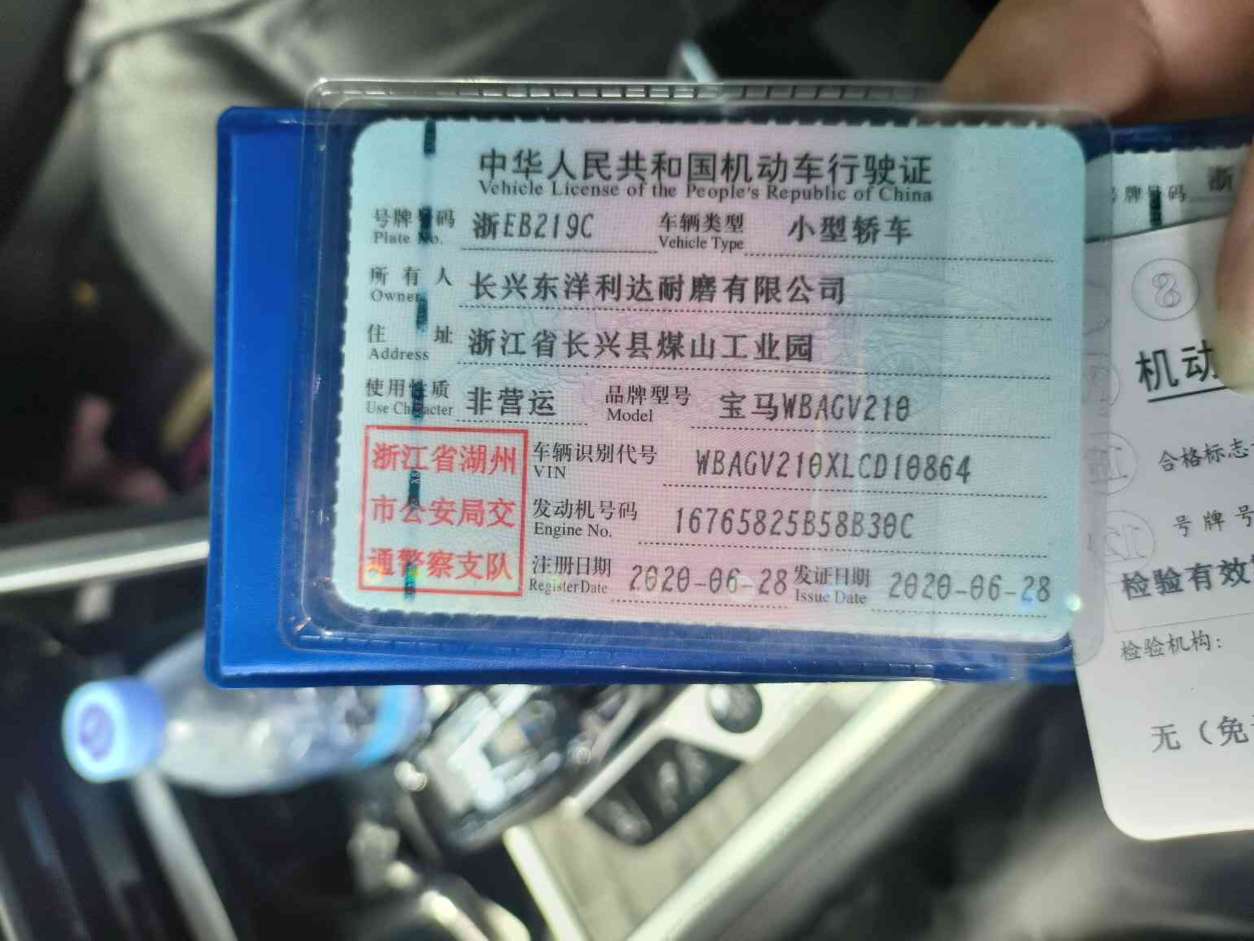 中华人民共和国机动车行驶证
Vehicle License of the People's Republic of China
号牌号码 浙EB219C 车辆类型 小型轿车
Plate No. Vehicle Type
所有人 长兴东洋利达耐磨有限公司
Owner
住址 浙江省长兴县煤山工业园
Address
使用性质 非营运 品牌型号 宝马WBAGV210
Use Character Model
浙江省湖州
市公安局交
通警察支队
车辆识别代号 WBAGV210XLCD10864
VIN
发动机号码 16765825B58B30C
Engine No.
注册日期 2020-06-28 发证日期 2020-06-28
Register Date Issue Date
号牌号码 浙
8
机动
合格标志
12
号牌号
检验有效
检验机构:
无(免